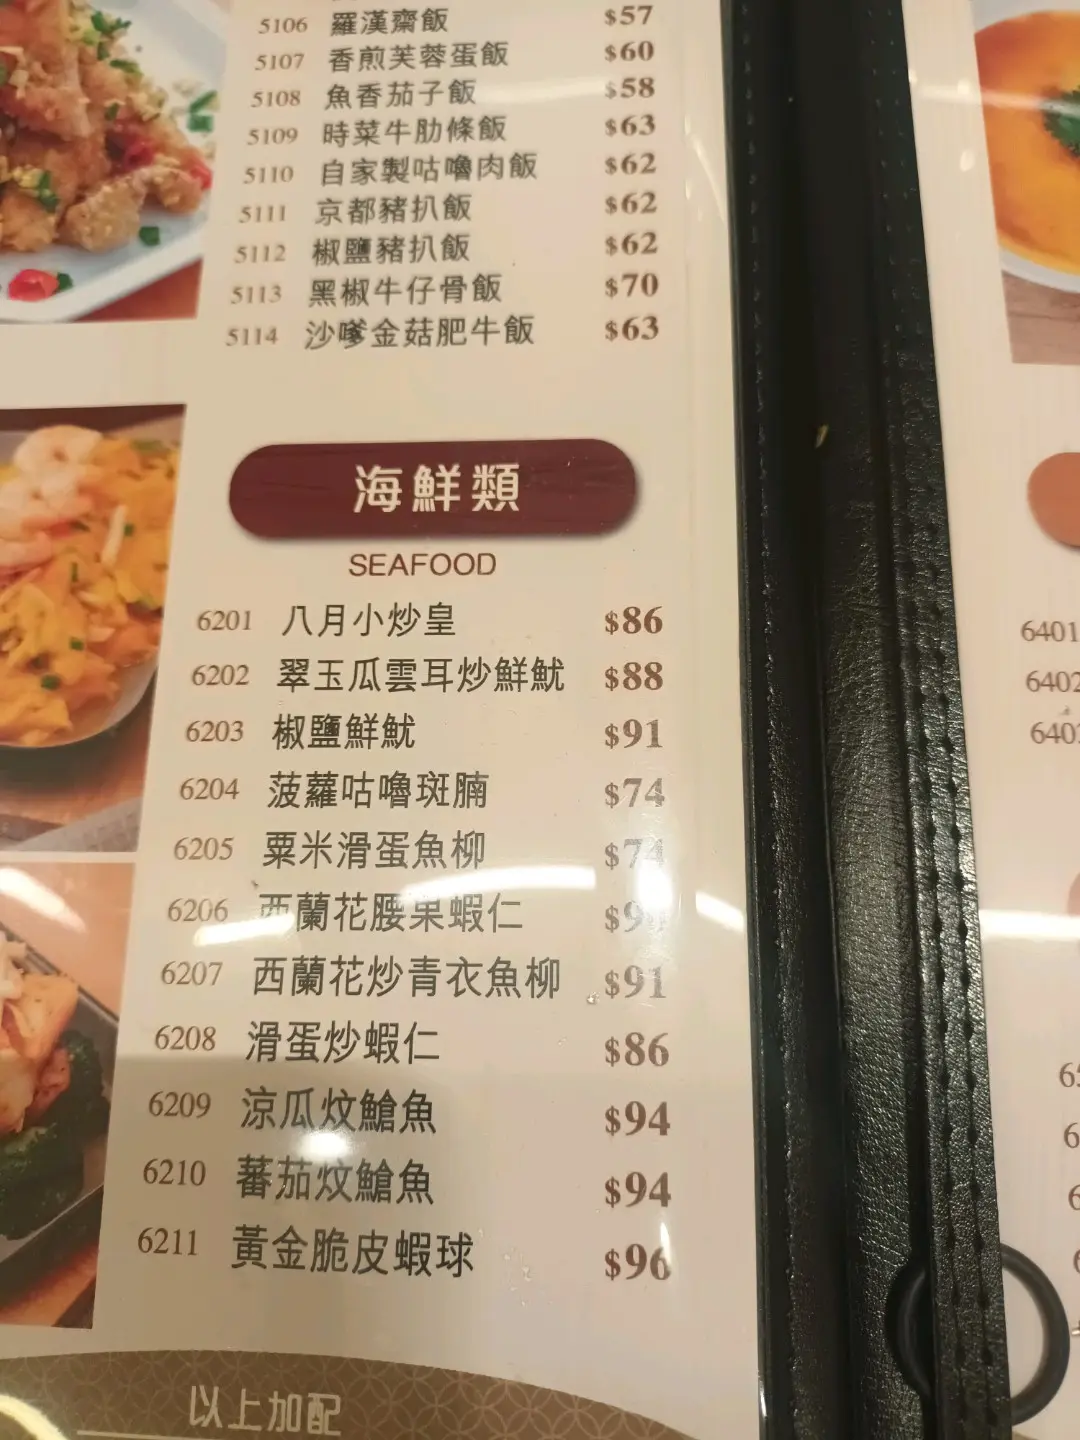 5106 羅漢齋飯 $57
5107 香煎芙蓉蛋飯 $60
5108 魚香茄子飯 $58
5109 時菜牛肋條飯 $63
5110 自家製咕嚕肉飯 $62
5111 京都豬扒飯 $62
5112 椒鹽豬扒飯 $62
5113 黑椒牛仔骨飯 $70
5114 沙嗲金菇肥牛飯 $63
海鮮類
SEAFOOD
6201 八月小炒皇 $86
6202 翠玉瓜雲耳炒鮮魷 $88
6203 椒鹽鮮魷 $91
6204 菠蘿咕嚕斑腩 $74
6205 粟米滑蛋魚柳 $74
6206 西蘭花腰果蝦仁
6207 西蘭花炒青衣魚柳 $91
6208 滑蛋炒蝦仁 $86
6209 涼瓜炆鯧魚 $94
6210 蕃茄炆鯧魚 $94
6211 黃金脆皮蝦球 $96
以上加配
6401